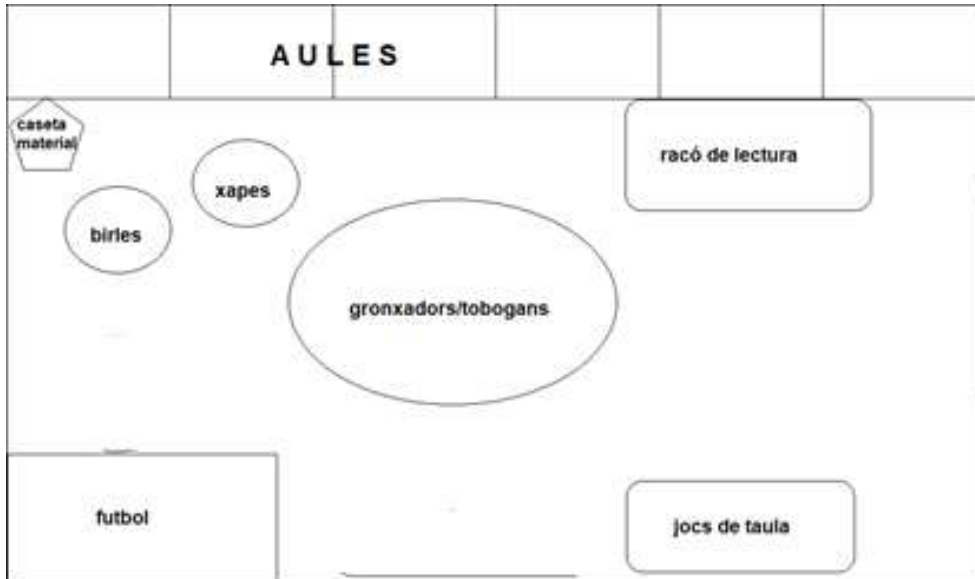 AULES
caseta
material
xapes
racó de lectura
birles
gronxadors/tobogans
futbol
jocs de taula